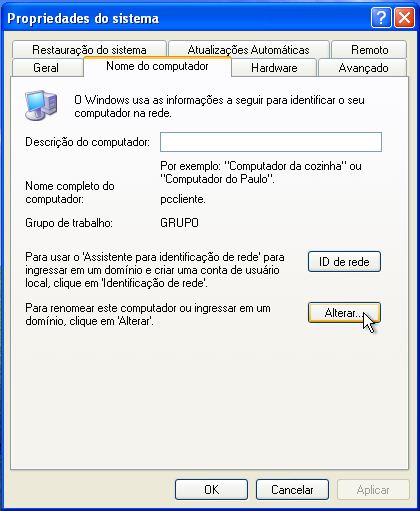 Propriedades do sistema
Restauração do sistema
Atualizações Automáticas
Remoto
Geral
Nome do computador
Hardware
Avançado
O Windows usa as informações a seguir para identificar o seu
computador na rede.
Descrição do computador:
Por exemplo: "Computador da cozinha" ou
"Computador do Paulo".
Nome completo do
computador:
pccliente.
Grupo de trabalho:
GRUPO
Para usar o 'Assistente para identificação de rede' para
ingressar em um domínio e criar uma conta de usuário
local, clique em 'Identificação de rede'.
ID de rede
Para renomear este computador ou ingressar em um
domínio, clique em 'Alterar'.
Alterar...
OK
Cancelar
Aplicar